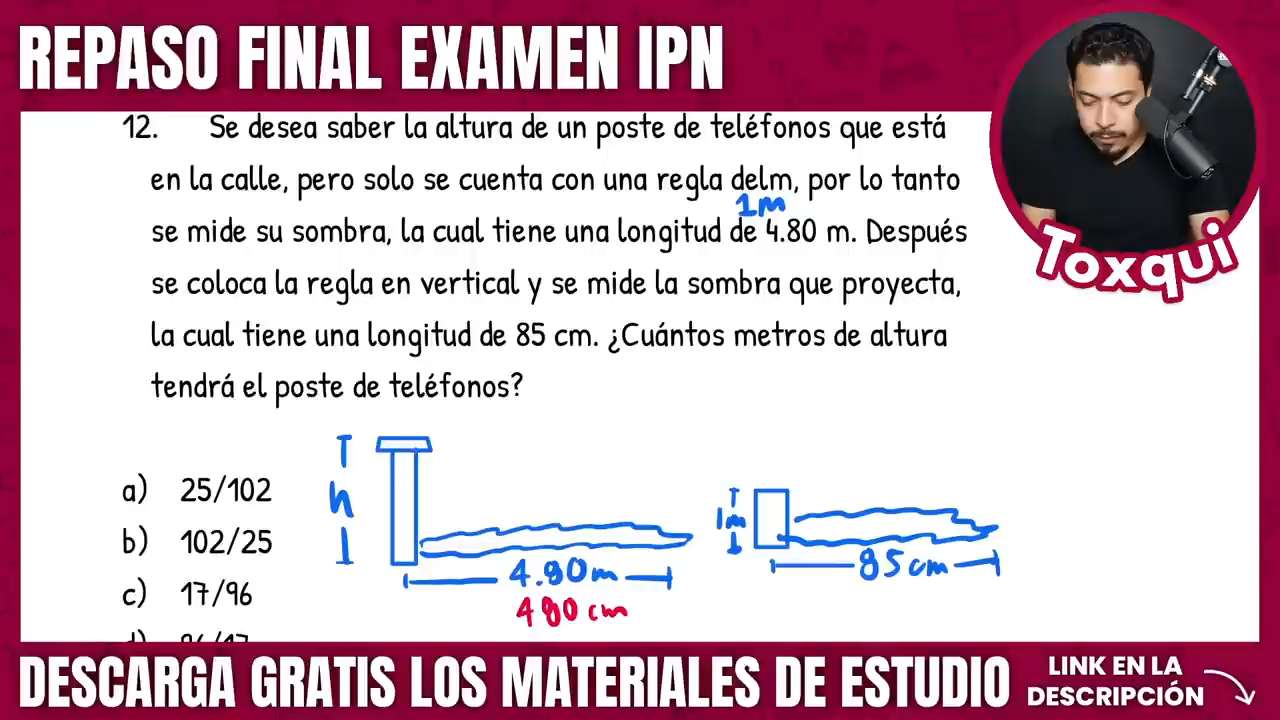 REPASO FINAL EXAMEN IPN
12. Se desea saber la altura de un poste de teléfonos que está
en la calle, pero solo se cuenta con una regla delm, por lo tanto
1m
se mide su sombra, la cual tiene una longitud de 4.80 m. Después
se coloca la regla en vertical y se mide la sombra que proyecta,
la cual tiene una longitud de 85 cm. ¿Cuántos metros de altura
tendrá el poste de teléfonos?
Toxqui
a) 25/102
b) 102/25
c) 17/96
d) 96/17
h
4.80m
480 cm
1m
85 cm
DESCARGA GRATIS LOS MATERIALES DE ESTUDIO
LINK EN LA
DESCRIPCIÓN